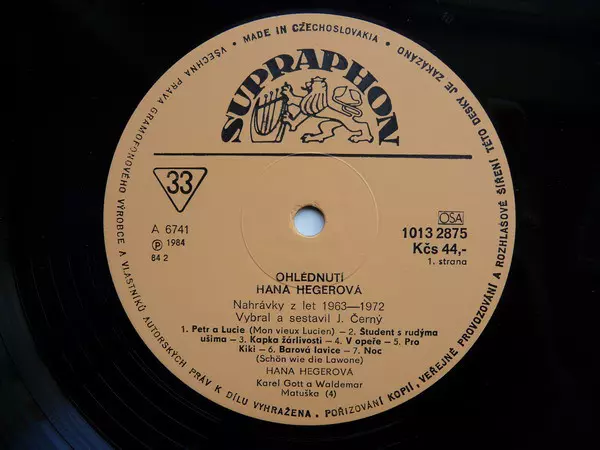 MADE IN CZECHOSLOVAKIA • VŠECHNA PRÁVA GRAMOFONOVÉHO VÝROBCE A VLASTNÍKŮ AUTORSKÝCH PRÁV K DÍLU VYHRAŽENA. POŘIZOVÁNÍ KOPIÍ, VEŘEJNÉ PROVOZOVÁNÍ A ROZHLASOVÉ ŠÍŘENÍ TÉTO DESKY JE ZAKÁZÁNO
SUPRAPHON
33
A 6741
Ⓟ 1984
84 2
OSA
1013 2875
Kčs 44,-
1. strana
OHLÉDNUTÍ
HANA HEGEROVÁ
Nahrávky z let 1963—1972
Vybral a sestavil J. Černý
1. Petr a Lucie (Mon vieux Lucien) – 2. Student s rudýma
ušima – 3. Kapka žárlivosti – 4. V opeře – 5. Pro
Kiki – 6. Barová lavice – 7. Noc
(Schön wie die Lawone)
HANA HEGEROVÁ
Karel Gott a Waldemar
Matuška (4)